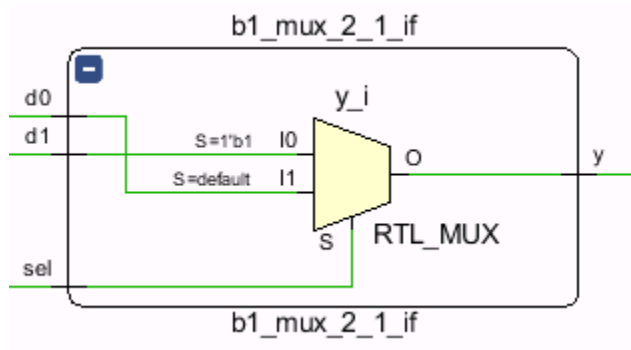 b1_mux_2_1_if
d0
d1
sel
y_i
S=1'b1 I0
S=default I1
S
O
RTL_MUX
y
b1_mux_2_1_if